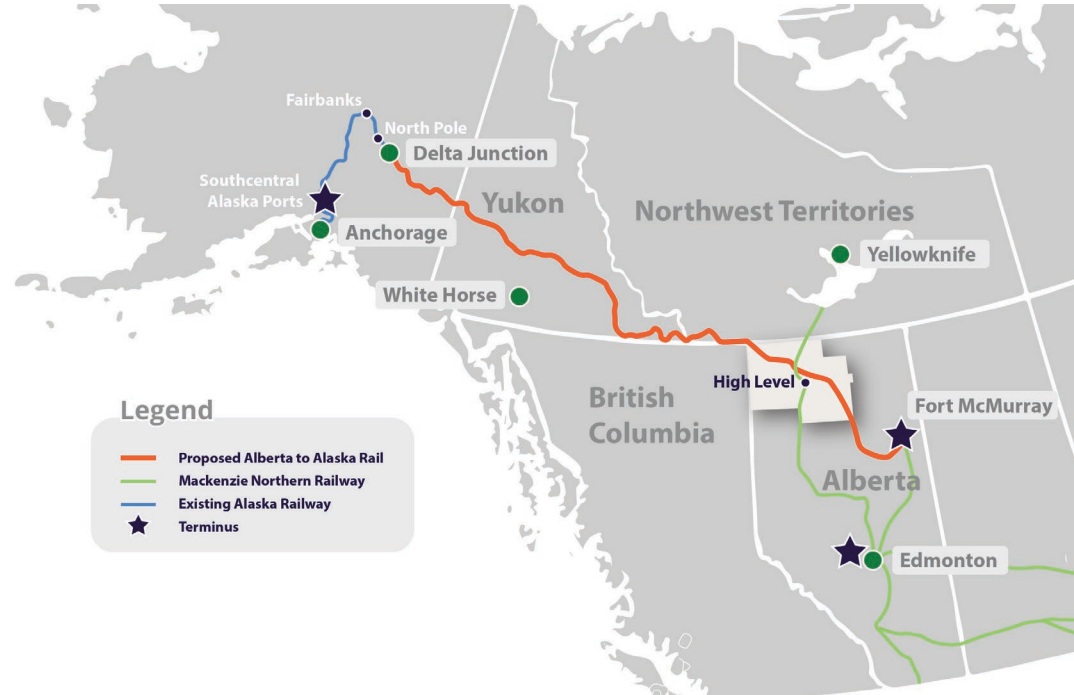 Fairbanks
North Pole
Delta Junction
Southcentral
Alaska Ports
Anchorage
Yukon
Northwest Territories
Yellowknife
White Horse
High Level
British
Columbia
Fort McMurray
Alberta
Edmonton
Legend
Proposed Alberta to Alaska Rail
Mackenzie Northern Railway
Existing Alaska Railway
Terminus